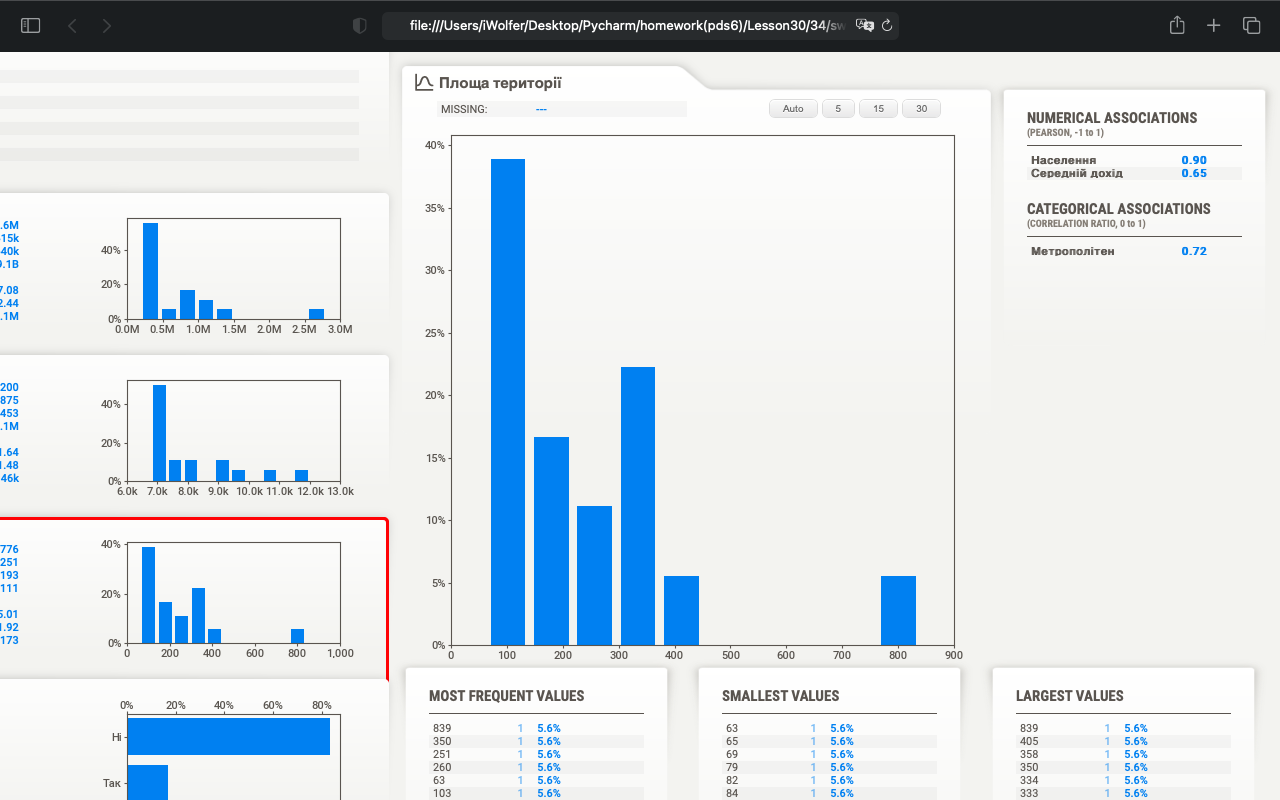 file:///Users/iWolfer/Desktop/Pycharm/homework(pds6)/Lesson30/34/sw
.6M
15k
40k
9.1B
7.08
2.44
.1M
40%
20%
0%
0.0M 0.5M 1.0M 1.5M 2.0M 2.5M 3.0M
200
875
453
.1M
1.64
1.48
46k
40%
20%
0%
6.0k 7.0k 8.0k 9.0k 10.0k 11.0k 12.0k 13.0k
776
251
193
111
5.01
1.92
173
40%
20%
0%
0 200 400 600 800 1,000
0% 20% 40% 60% 80%
Ні
Так
Площа території
MISSING: ---
Auto 5 15 30
40%
35%
30%
25%
20%
15%
10%
5%
0%
0 100 200 300 400 500 600 700 800 900
NUMERICAL ASSOCIATIONS
(PEARSON, -1 to 1)
Населення 0.90
Середній дохід 0.65
CATEGORICAL ASSOCIATIONS
(CORRELATION RATIO, 0 to 1)
Метрополітен 0.72
MOST FREQUENT VALUES
839 1 5.6%
350 1 5.6%
251 1 5.6%
260 1 5.6%
63 1 5.6%
103 1 5.6%
SMALLEST VALUES
63 1 5.6%
65 1 5.6%
69 1 5.6%
79 1 5.6%
82 1 5.6%
84 1 5.6%
LARGEST VALUES
839 1 5.6%
405 1 5.6%
358 1 5.6%
350 1 5.6%
334 1 5.6%
333 1 5.6%